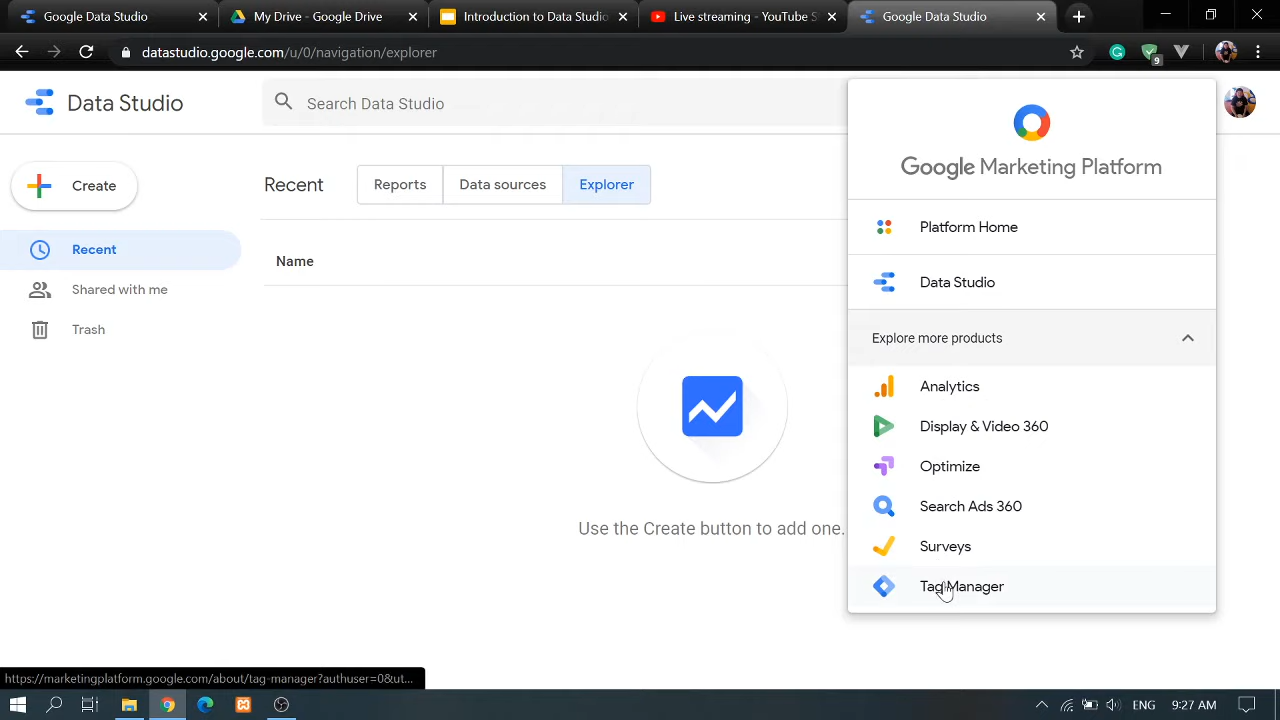 Google Data Studio
My Drive - Google Drive
Introduction to Data Studio
Live streaming - YouTube S
Google Data Studio
datastudio.google.com/u/0/navigation/explorer
9
Data Studio
Search Data Studio
Google Marketing Platform
Create
Recent
Reports
Data sources
Explorer
Platform Home
Recent
Name
Data Studio
Shared with me
Trash
Explore more products
Analytics
Display & Video 360
Optimize
Search Ads 360
Use the Create button to add one.
Surveys
Tag Manager
https://marketingplatform.google.com/about/tag-manager?authuser=0&ut...
ENG
9:27 AM